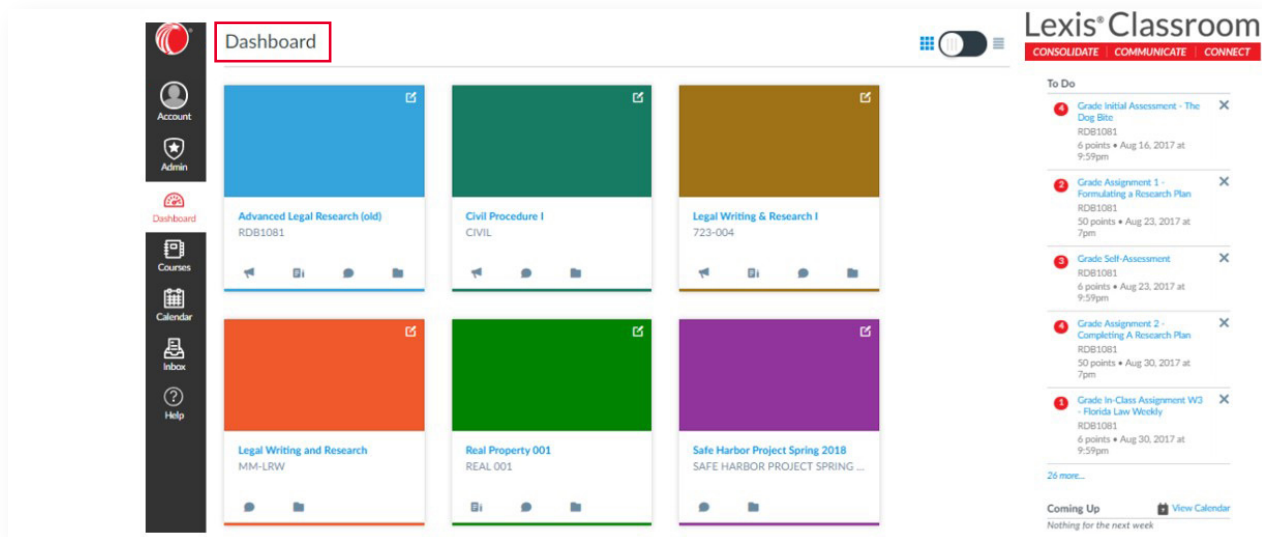 Dashboard
Lexis® Classroom
CONSOLIDATE | COMMUNICATE | CONNECT
Account
Admin
Dashboard
Courses
Calendar
Inbox
Help
Advanced Legal Research (old)
RDB1081
Civil Procedure I
CIVIL
Legal Writing & Research I
723-004
Legal Writing and Research
MM-LRW
Real Property 001
REAL 001
Safe Harbor Project Spring 2018
SAFE HARBOR PROJECT SPRING ...
To Do
4 Grade Initial Assessment - The
Dog Bite
RDB1081
6 points • Aug 16, 2017 at
9:59pm
2 Grade Assignment 1 -
Formulating a Research Plan
RDB1081
50 points • Aug 23, 2017 at
7pm
3 Grade Self-Assessment
RDB1081
6 points • Aug 23, 2017 at
9:59pm
4 Grade Assignment 2 -
Completing A Research Plan
RDB1081
50 points • Aug 30, 2017 at
7pm
1 Grade In-Class Assignment W3
- Florida Law Weekly
RDB1081
6 points • Aug 30, 2017 at
9:59pm
26 more...
Coming Up
View Calendar
Nothing for the next week